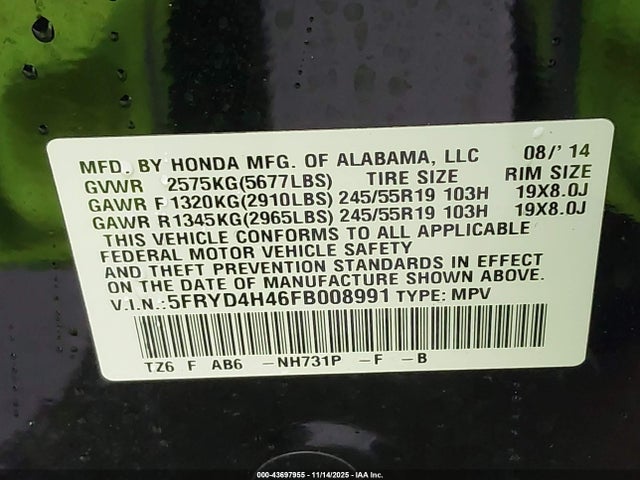 MFD. BY HONDA MFG. OF ALABAMA, LLC 08/' 14
GVWR 2575KG(5677LBS) TIRE SIZE RIM SIZE
GAWR F 1320KG(2910LBS) 245/55R19 103H 19X8.0J
GAWR R 1345KG(2965LBS) 245/55R19 103H 19X8.0J
THIS VEHICLE CONFORMS TO ALL APPLICABLE
FEDERAL MOTOR VEHICLE SAFETY
AND THEFT PREVENTION STANDARDS IN EFFECT
ON THE DATE OF MANUFACTURE SHOWN ABOVE.
V.I.N.:5FRYD4H46FB008991 TYPE: MPV
TZ6 F AB6 -NH731P -F -B
000-43697955 - 11/14/2025 - IAA Inc.